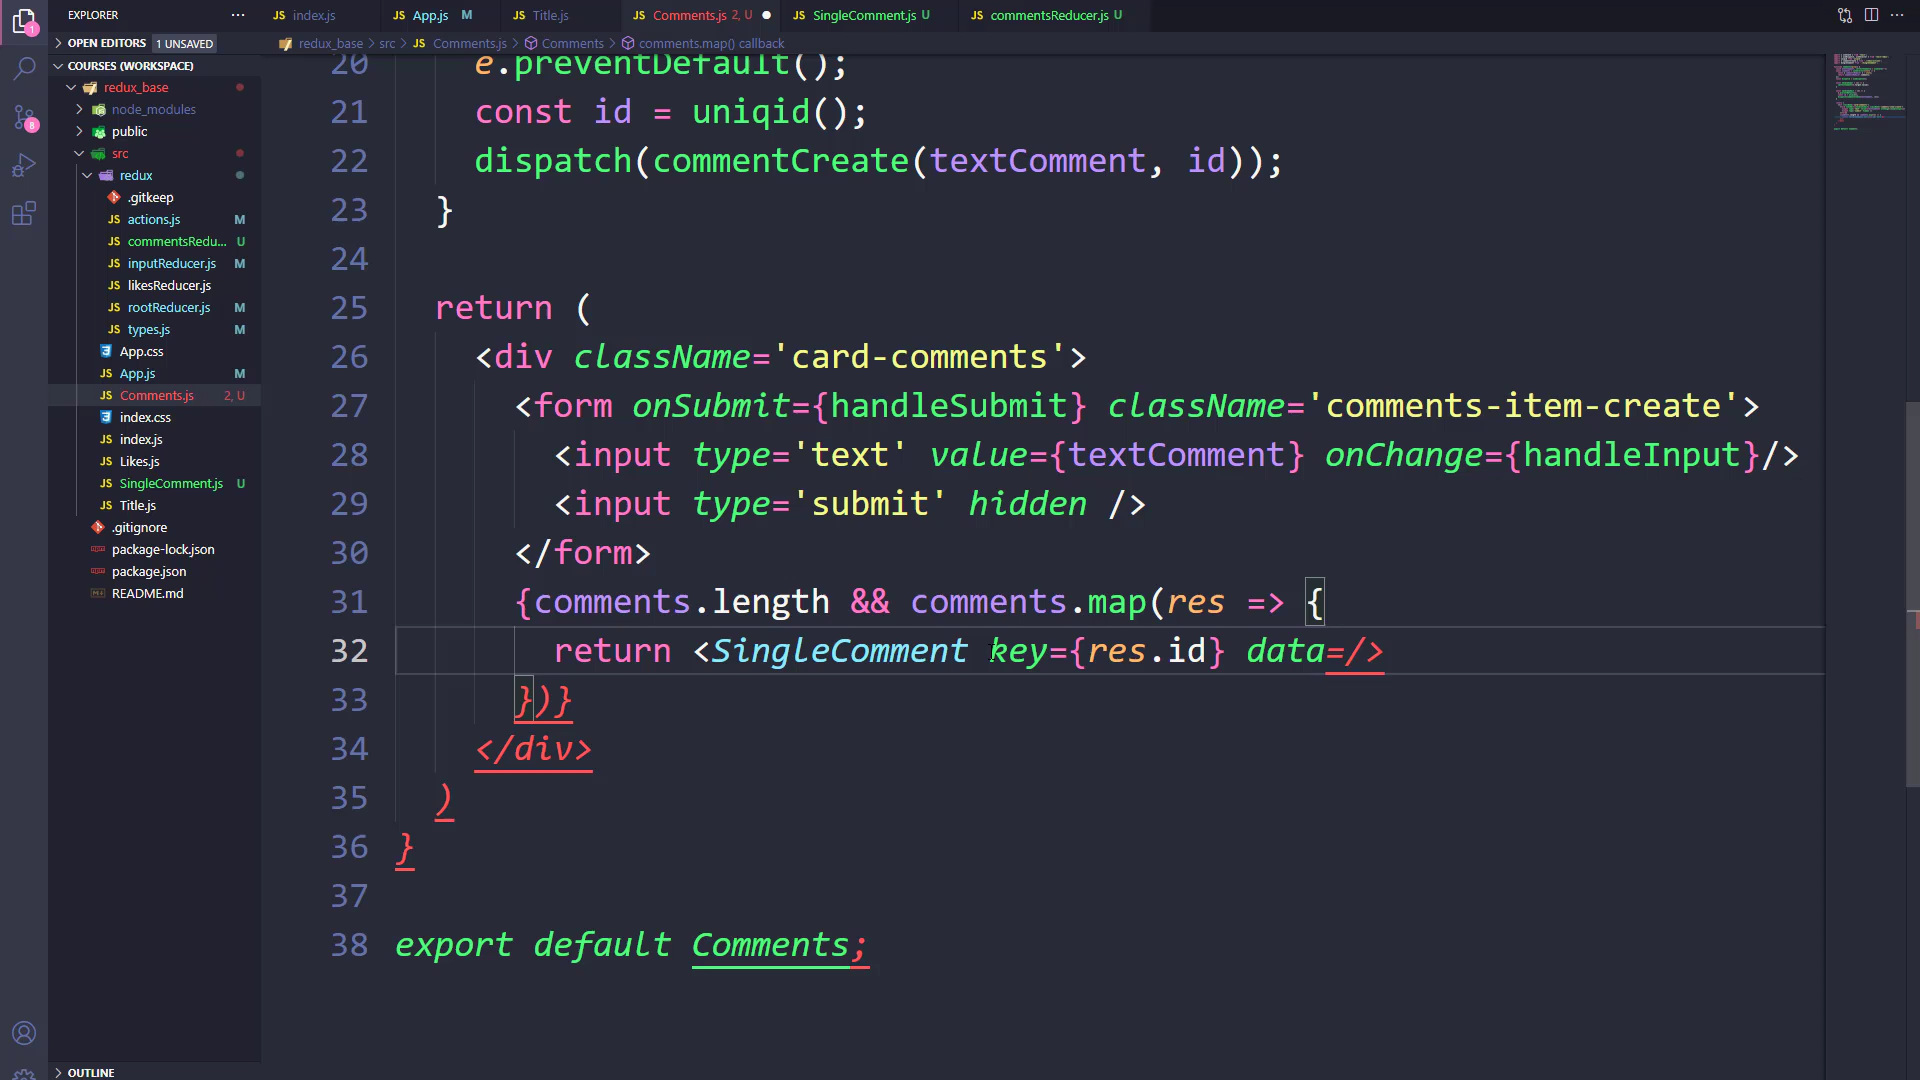 EXPLORER
index.js
App.js M
Title.js
Comments.js 2, U
SingleComment.js U
commentsReducer.js U
OPEN EDITORS 1 UNSAVED
redux_base > src > JS Comments.js > Comments > comments.map() callback
COURSES (WORKSPACE)
redux_base
node_modules
public
src
redux
.gitkeep
JS actions.js M
JS commentsRedu... U
JS inputReducer.js M
JS likesReducer.js
JS rootReducer.js M
JS types.js M
App.css
JS App.js M
JS Comments.js 2, U
index.css
JS index.js
JS Likes.js
JS SingleComment.js U
JS Title.js
.gitignore
package-lock.json
package.json
README.md
OUTLINE
1
8
20 e.preventDefault();
21 const id = uniqid();
22 dispatch(commentCreate(textComment, id));
23 }
24
25 return (
26 <div className='card-comments'>
27 <form onSubmit={handleSubmit} className='comments-item-create'>
28 <input type='text' value={textComment} onChange={handleInput}/>
29 <input type='submit' hidden />
30 </form>
31 {comments.length && comments.map(res => {
32 return <SingleComment key={res.id} data=/>
33 })}
34 </div>
35 )
36 }
37
38 export default Comments;